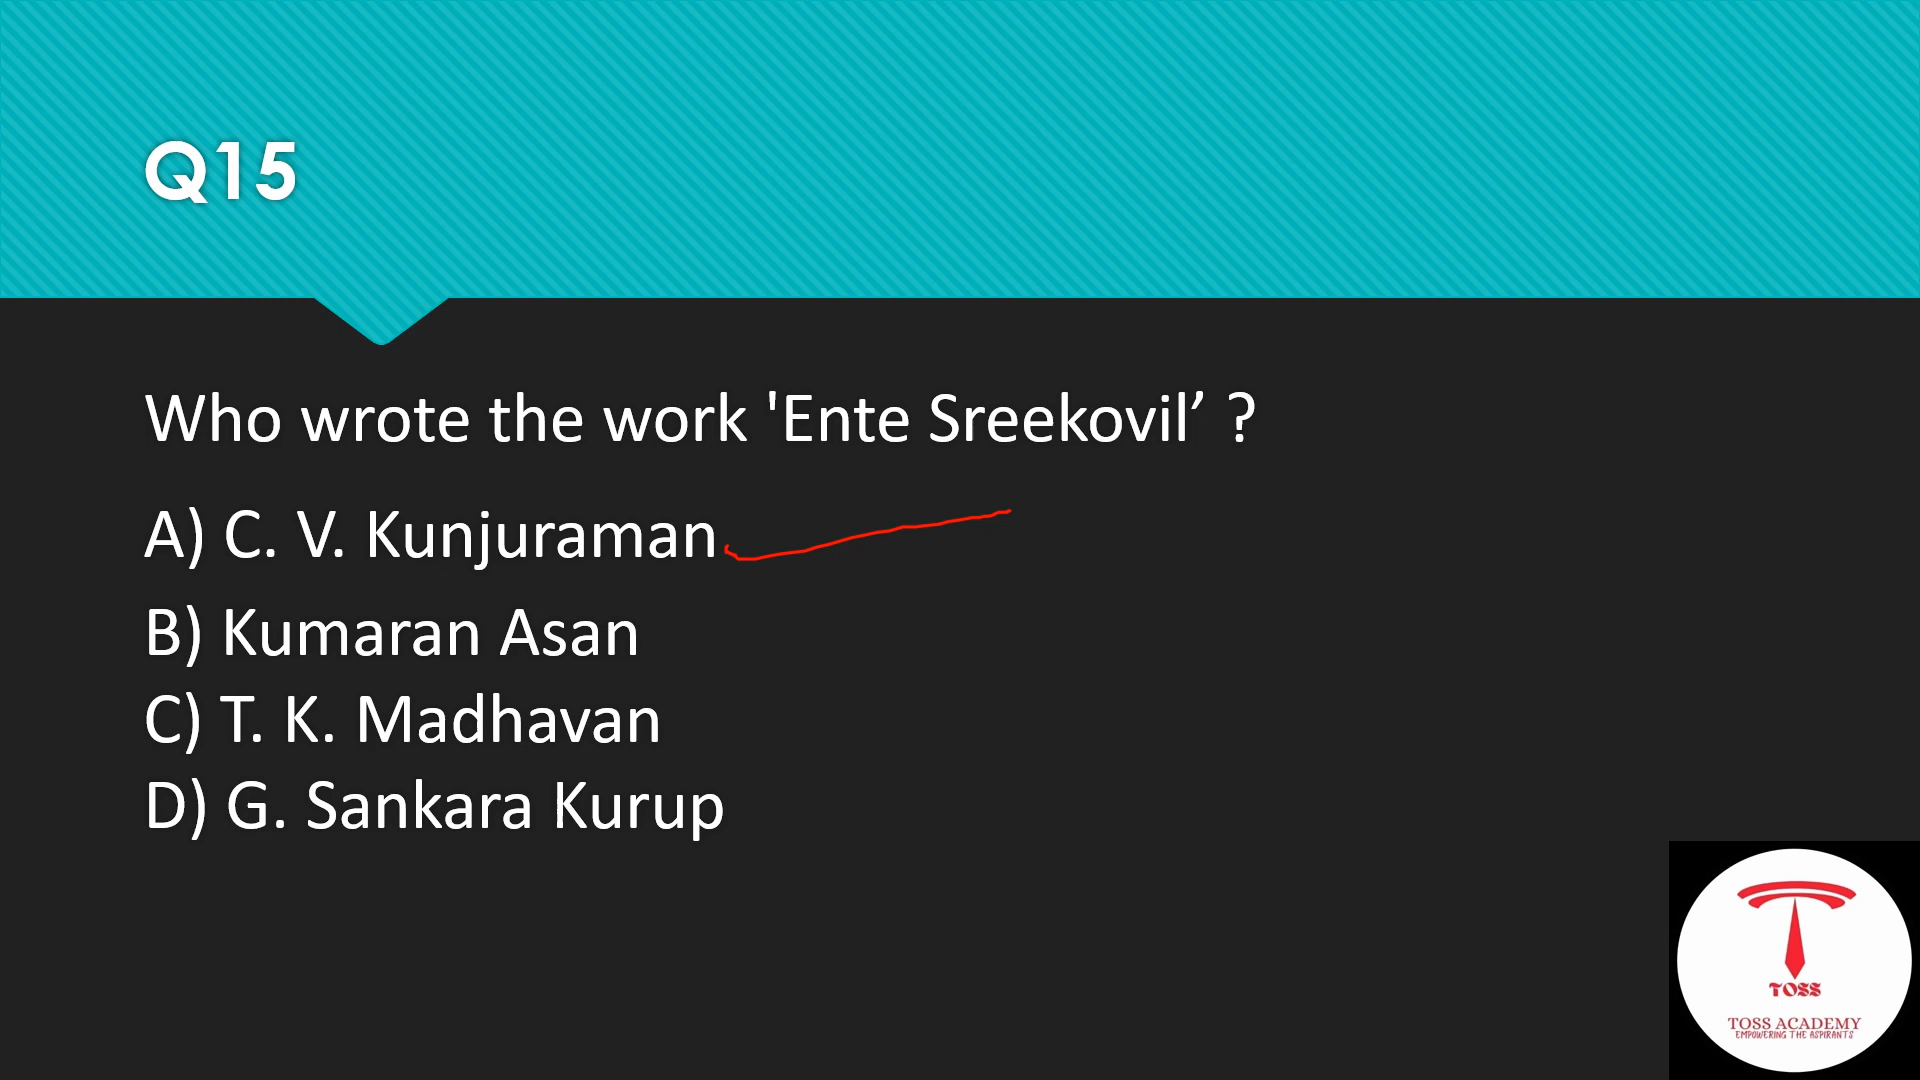 Q15
Who wrote the work 'Ente Sreekovil’ ?
A) C. V. Kunjuraman
B) Kumaran Asan
C) T. K. Madhavan
D) G. Sankara Kurup
TOSS
TOSS ACADEMY
EMPOWERING THE ASPIRANTS